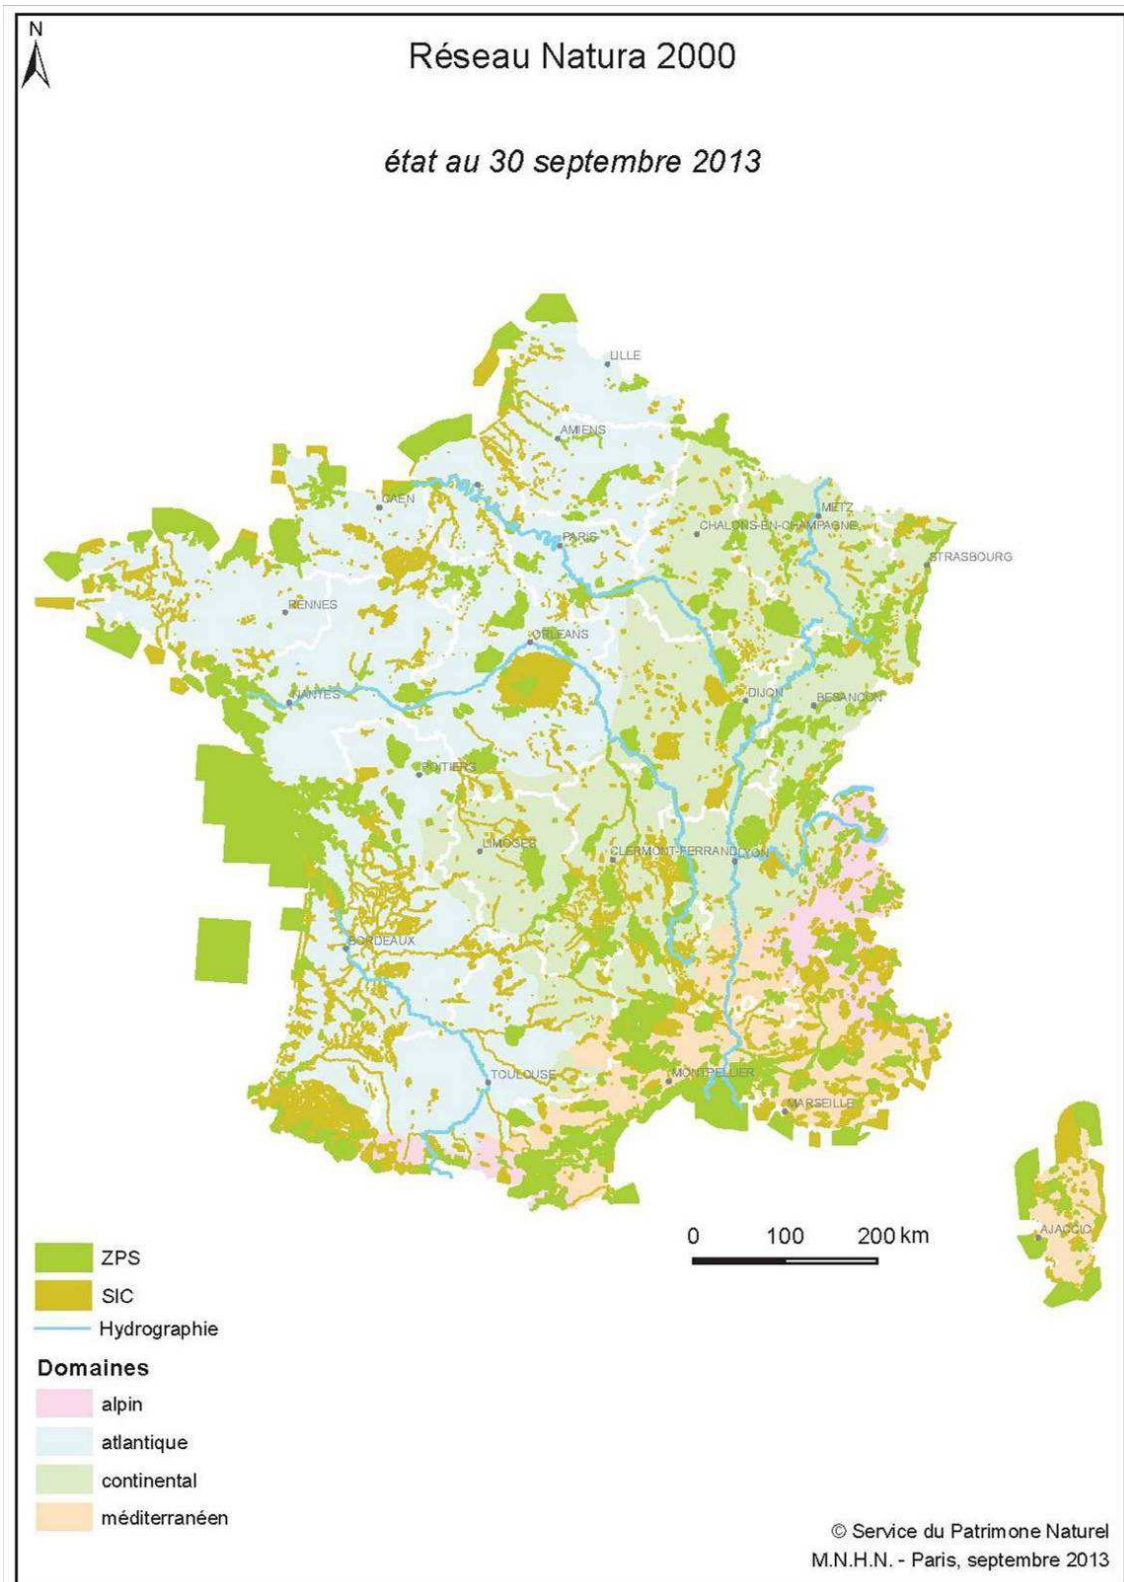 N
Réseau Natura 2000
état au 30 septembre 2013
LILLE
AMIENS
CAEN
METZ
CHALONS-EN-CHAMPAGNE
PARIS
STRASBOURG
RENNES
ORLEANS
NANTES
DIJON
BESANCON
POITIERS
LIMOGES
CLERMONT-FERRAND
LYON
BORDEAUX
TOULOUSE
MONTPELLIER
MARSEILLE
AJACCIO
0 100 200 km
ZPS
SIC
Hydrographie
Domaines
alpin
atlantique
continental
méditerranéen
© Service du Patrimone Naturel
M.N.H.N. - Paris, septembre 2013